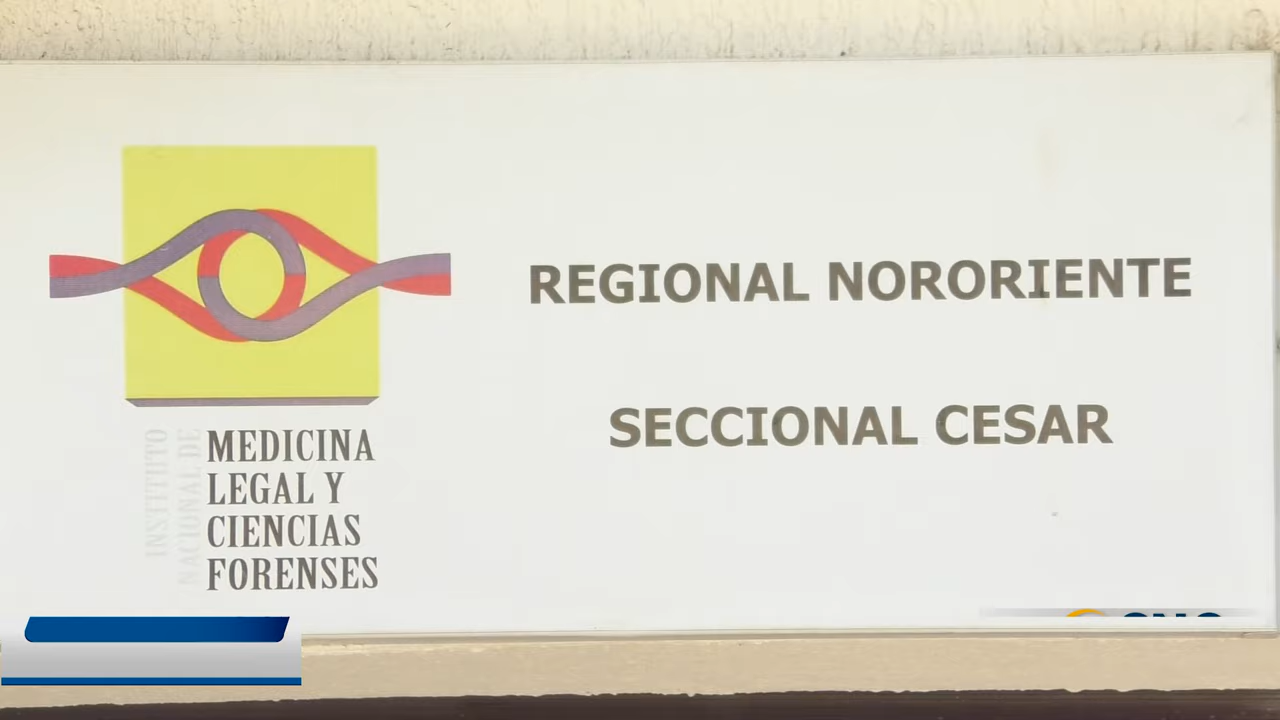 INSTITUTO
NACIONAL DE
MEDICINA
LEGAL Y
CIENCIAS
FORENSES
REGIONAL NORORIENTE
SECCIONAL CESAR